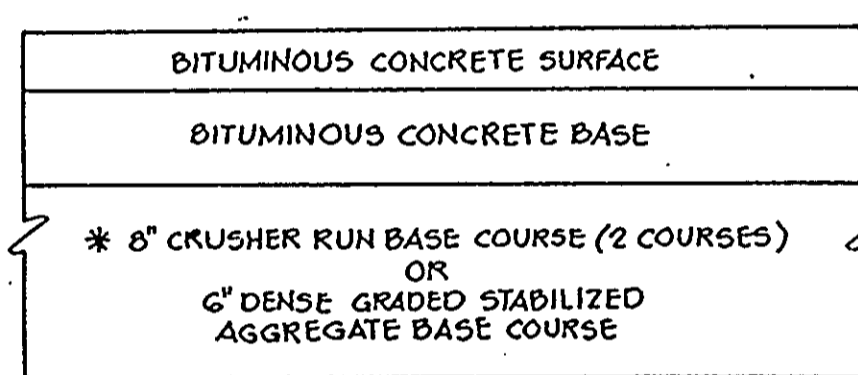 BITUMINOUS CONCRETE SURFACE
BITUMINOUS CONCRETE BASE
* 8" CRUSHER RUN BASE COURSE (2 COURSES)
OR
6" DENSE GRADED STABILIZED
AGGREGATE BASE COURSE